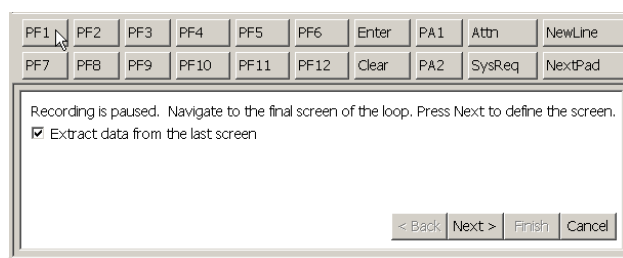 PF1 PF2 PF3 PF4 PF5 PF6 Enter PA1 Attn NewLine
PF7 PF8 PF9 PF10 PF11 PF12 Clear PA2 SysReq NextPad
Recording is paused. Navigate to the final screen of the loop. Press Next to define the screen.
Extract data from the last screen
< Back Next > Finish Cancel